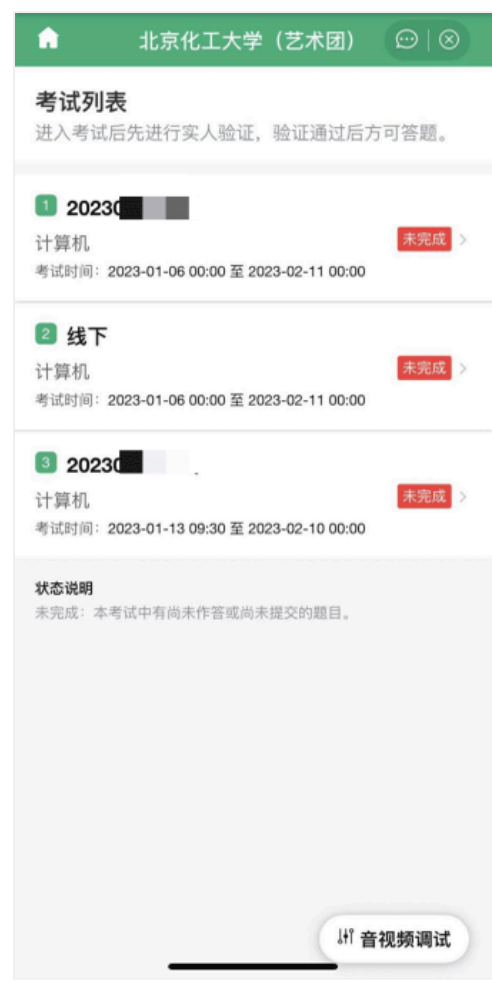 北京化工大学（艺术团）
考试列表
进入考试后先进行实人验证，验证通过后方可答题。
1 20230
计算机
未完成
考试时间：2023-01-06 00:00 至 2023-02-11 00:00
2 线下
计算机
未完成
考试时间：2023-01-06 00:00 至 2023-02-11 00:00
3 20230
计算机
未完成
考试时间：2023-01-13 09:30 至 2023-02-10 00:00
状态说明
未完成：本考试中有尚未作答或尚未提交的题目。
音视频调试